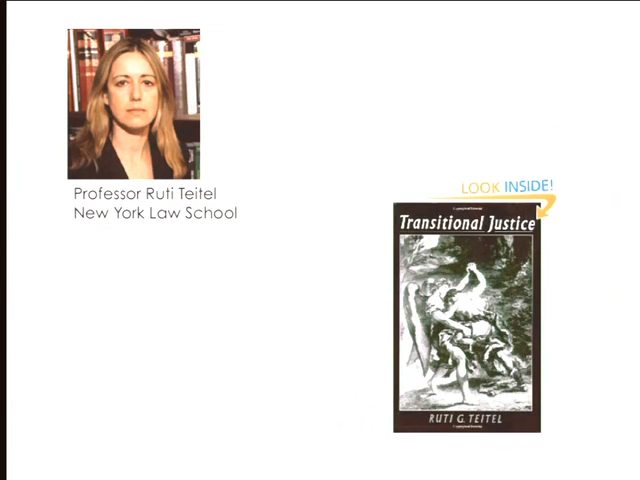 Professor Ruti Teitel
New York Law School
LOOK INSIDE!
Transitional Justice
RUTI G. TEITEL